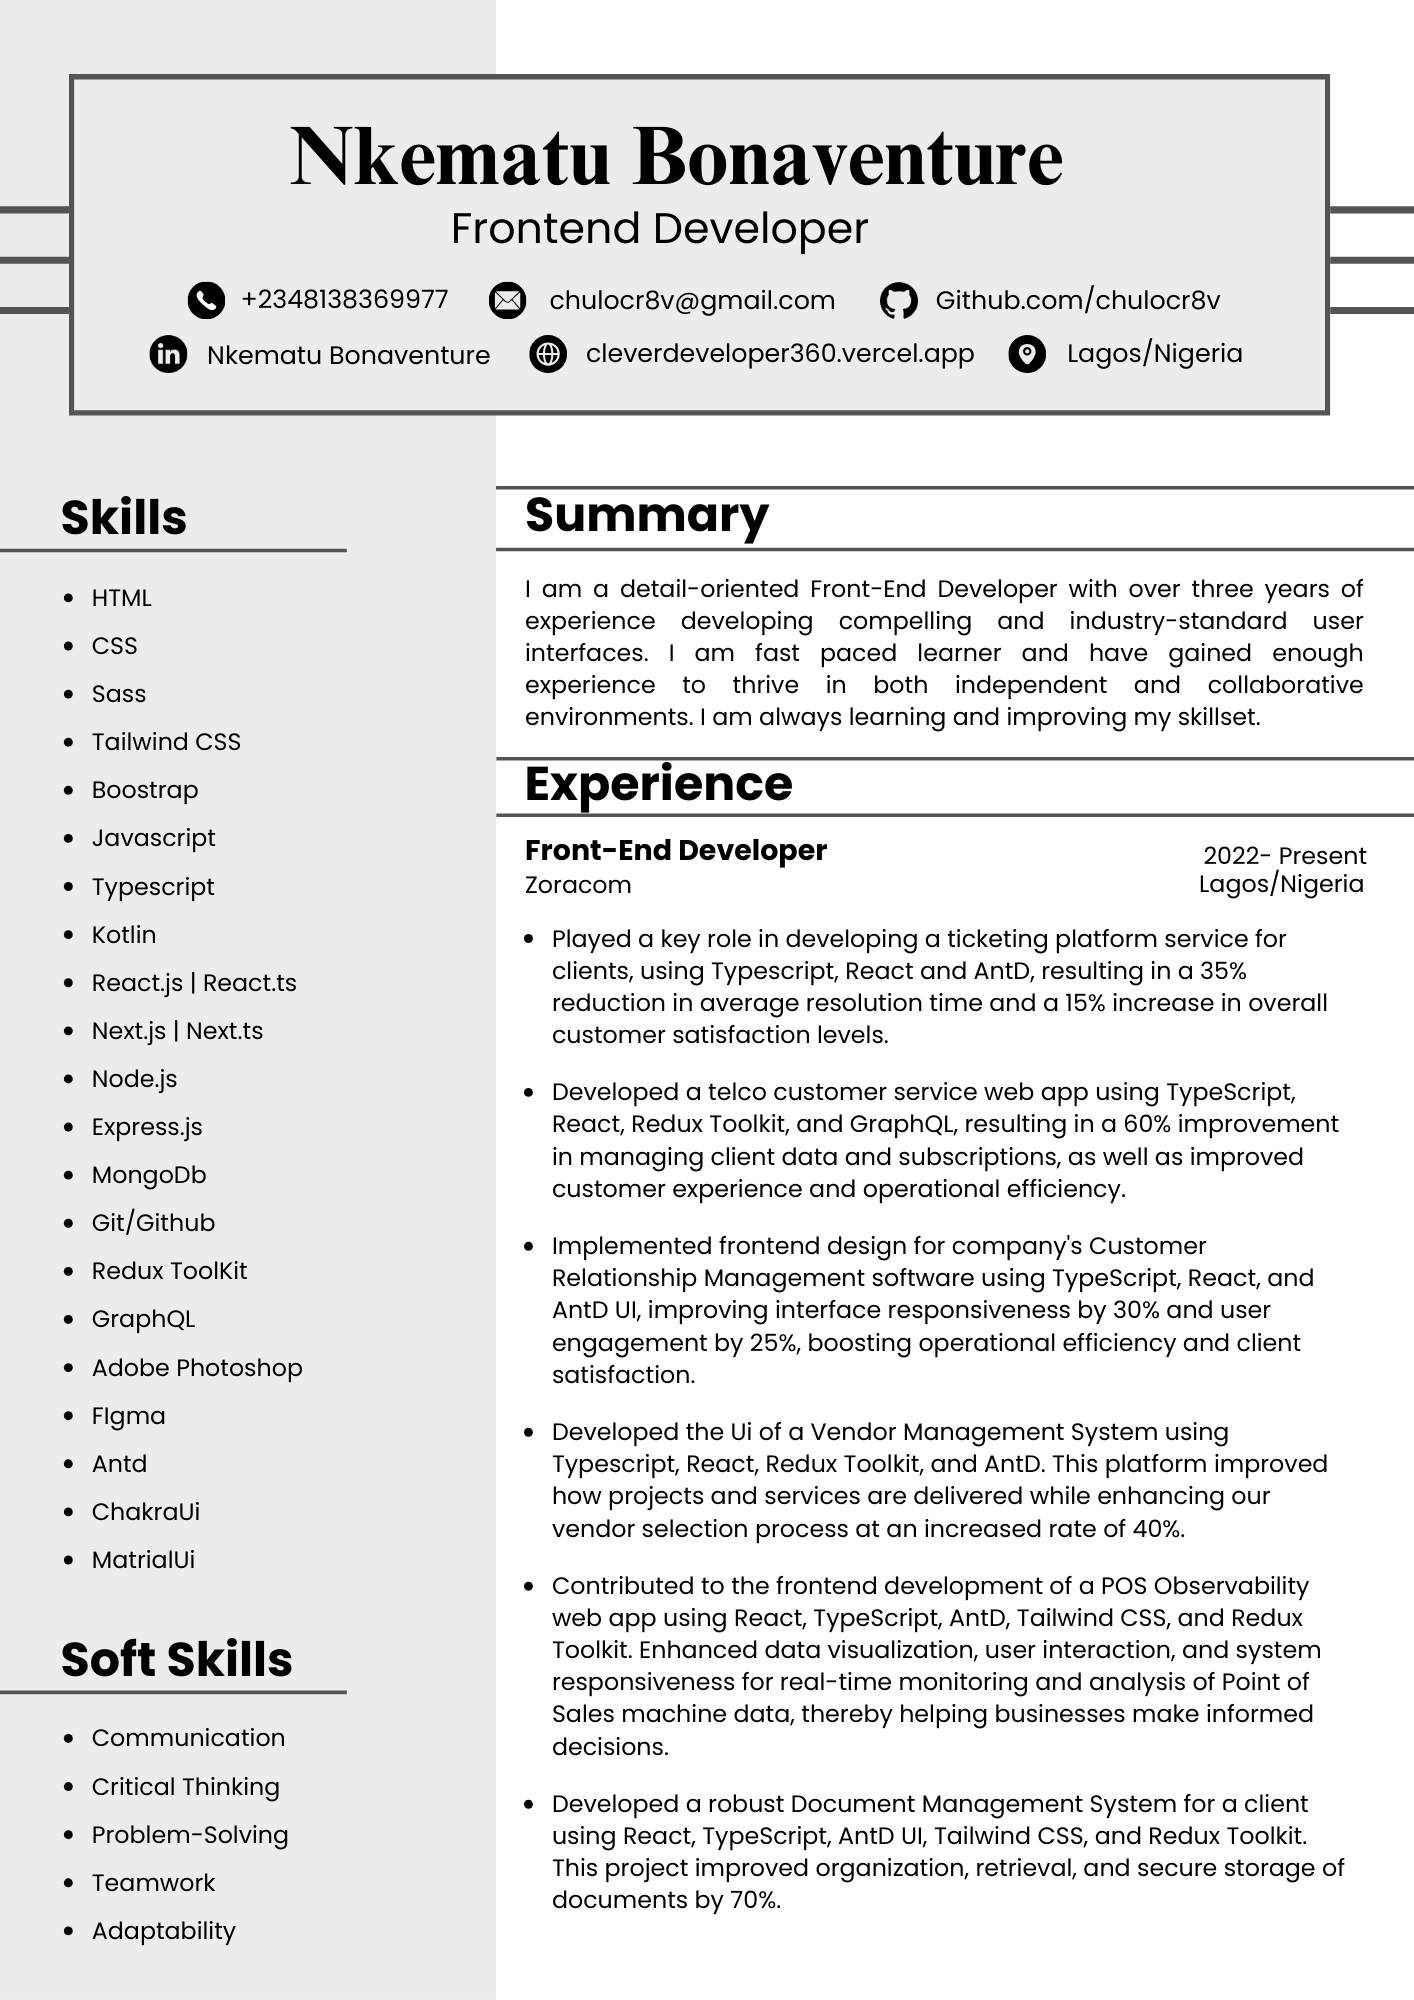 Nkematu Bonaventure
Frontend Developer
+2348138369977 chulocr8v@gmail.com Github.com/chulocr8v
Nkematu Bonaventure cleverdeveloper360.vercel.app Lagos/Nigeria
Skills
HTML
CSS
Sass
Tailwind CSS
Boostrap
Javascript
Typescript
Kotlin
React.js | React.ts
Next.js | Next.ts
Node.js
Express.js
MongoDb
Git/Github
Redux ToolKit
GraphQL
Adobe Photoshop
FIgma
Antd
ChakraUi
MatrialUi
Soft Skills
Communication
Critical Thinking
Problem-Solving
Teamwork
Adaptability
Summary
I am a detail-oriented Front-End Developer with over three years of
experience developing compelling and industry-standard user
interfaces. I am fast paced learner and have gained enough
experience to thrive in both independent and collaborative
environments. I am always learning and improving my skillset.
Experience
Front-End Developer
2022- Present
Zoracom
Lagos/Nigeria
Played a key role in developing a ticketing platform service for
clients, using Typescript, React and AntD, resulting in a 35%
reduction in average resolution time and a 15% increase in overall
customer satisfaction levels.
Developed a telco customer service web app using TypeScript,
React, Redux Toolkit, and GraphQL, resulting in a 60% improvement
in managing client data and subscriptions, as well as improved
customer experience and operational efficiency.
Implemented frontend design for company's Customer
Relationship Management software using TypeScript, React, and
AntD UI, improving interface responsiveness by 30% and user
engagement by 25%, boosting operational efficiency and client
satisfaction.
Developed the Ui of a Vendor Management System using
Typescript, React, Redux Toolkit, and AntD. This platform improved
how projects and services are delivered while enhancing our
vendor selection process at an increased rate of 40%.
Contributed to the frontend development of a POS Observability
web app using React, TypeScript, AntD, Tailwind CSS, and Redux
Toolkit. Enhanced data visualization, user interaction, and system
responsiveness for real-time monitoring and analysis of Point of
Sales machine data, thereby helping businesses make informed
decisions.
Developed a robust Document Management System for a client
using React, TypeScript, AntD UI, Tailwind CSS, and Redux Toolkit.
This project improved organization, retrieval, and secure storage of
documents by 70%.